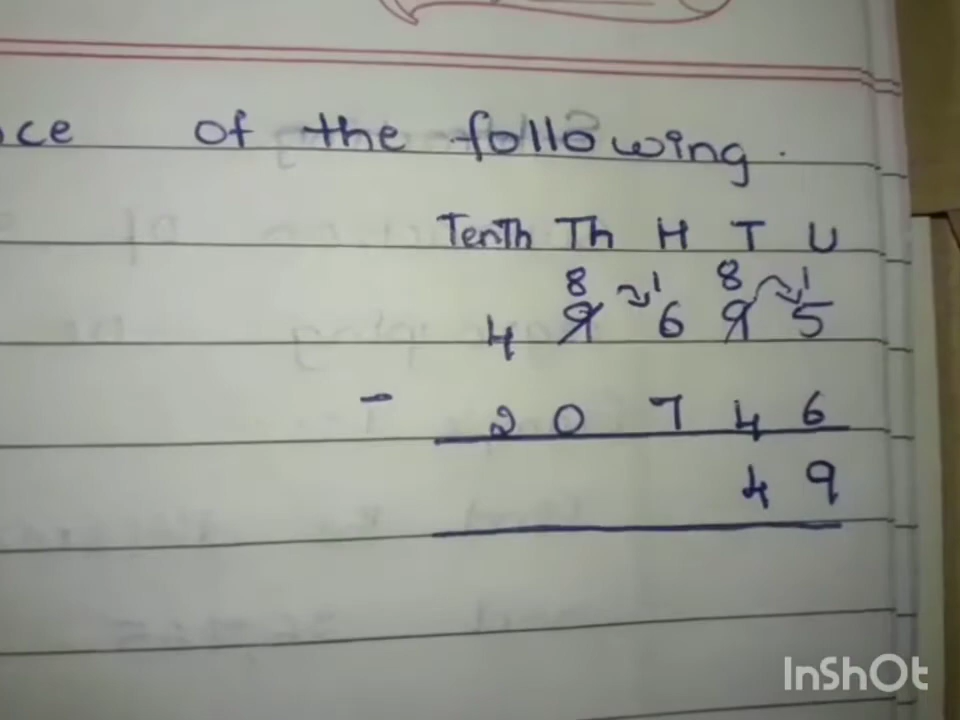 ce of the following.
TenTh Th H T U
8 1 8 1
4 9 6 9 5
- 2 0 7 4 6
4 9
InShOt